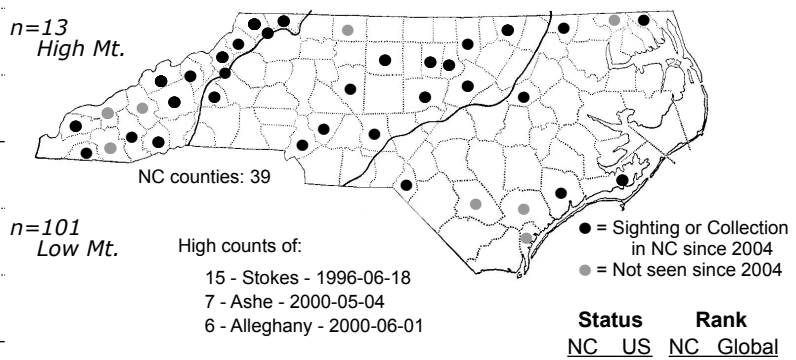 n=13
High Mt.
NC counties: 39
n=101
Low Mt.
High counts of:
15 - Stokes - 1996-06-18
7 - Ashe - 2000-05-04
6 - Alleghany - 2000-06-01
● = Sighting or Collection
in NC since 2004
● = Not seen since 2004
Status Rank
NC US NC Global